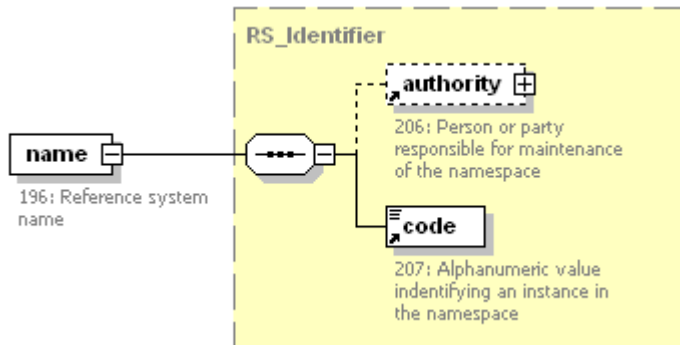 RS_Identifier
authority
206: Person or party
responsible for maintenance
of the namespace
name
196: Reference system
name
code
207: Alphanumeric value
indentifying an instance in
the namespace